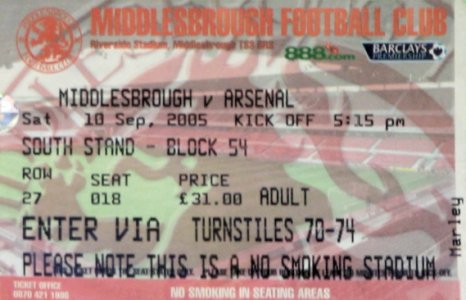 MIDDLESBROUGH FOOTBALL CLUB
Riverside Stadium, Middlesbrough TS3 6RS
888.com
BARCLAYS
PREMIERSHIP
MIDDLESBROUGH v ARSENAL
Sat 10 Sep, 2005 KICK OFF 5:15 pm
SOUTH STAND - BLOCK 54
ROW SEAT PRICE
27 018 £31.00 ADULT
ENTER VIA TURNSTILES 70-74
PLEASE NOTE THIS IS A NO SMOKING STADIUM
TICKET OFFICE
0870 421 1986
NO SMOKING IN SEATING AREAS
Marley